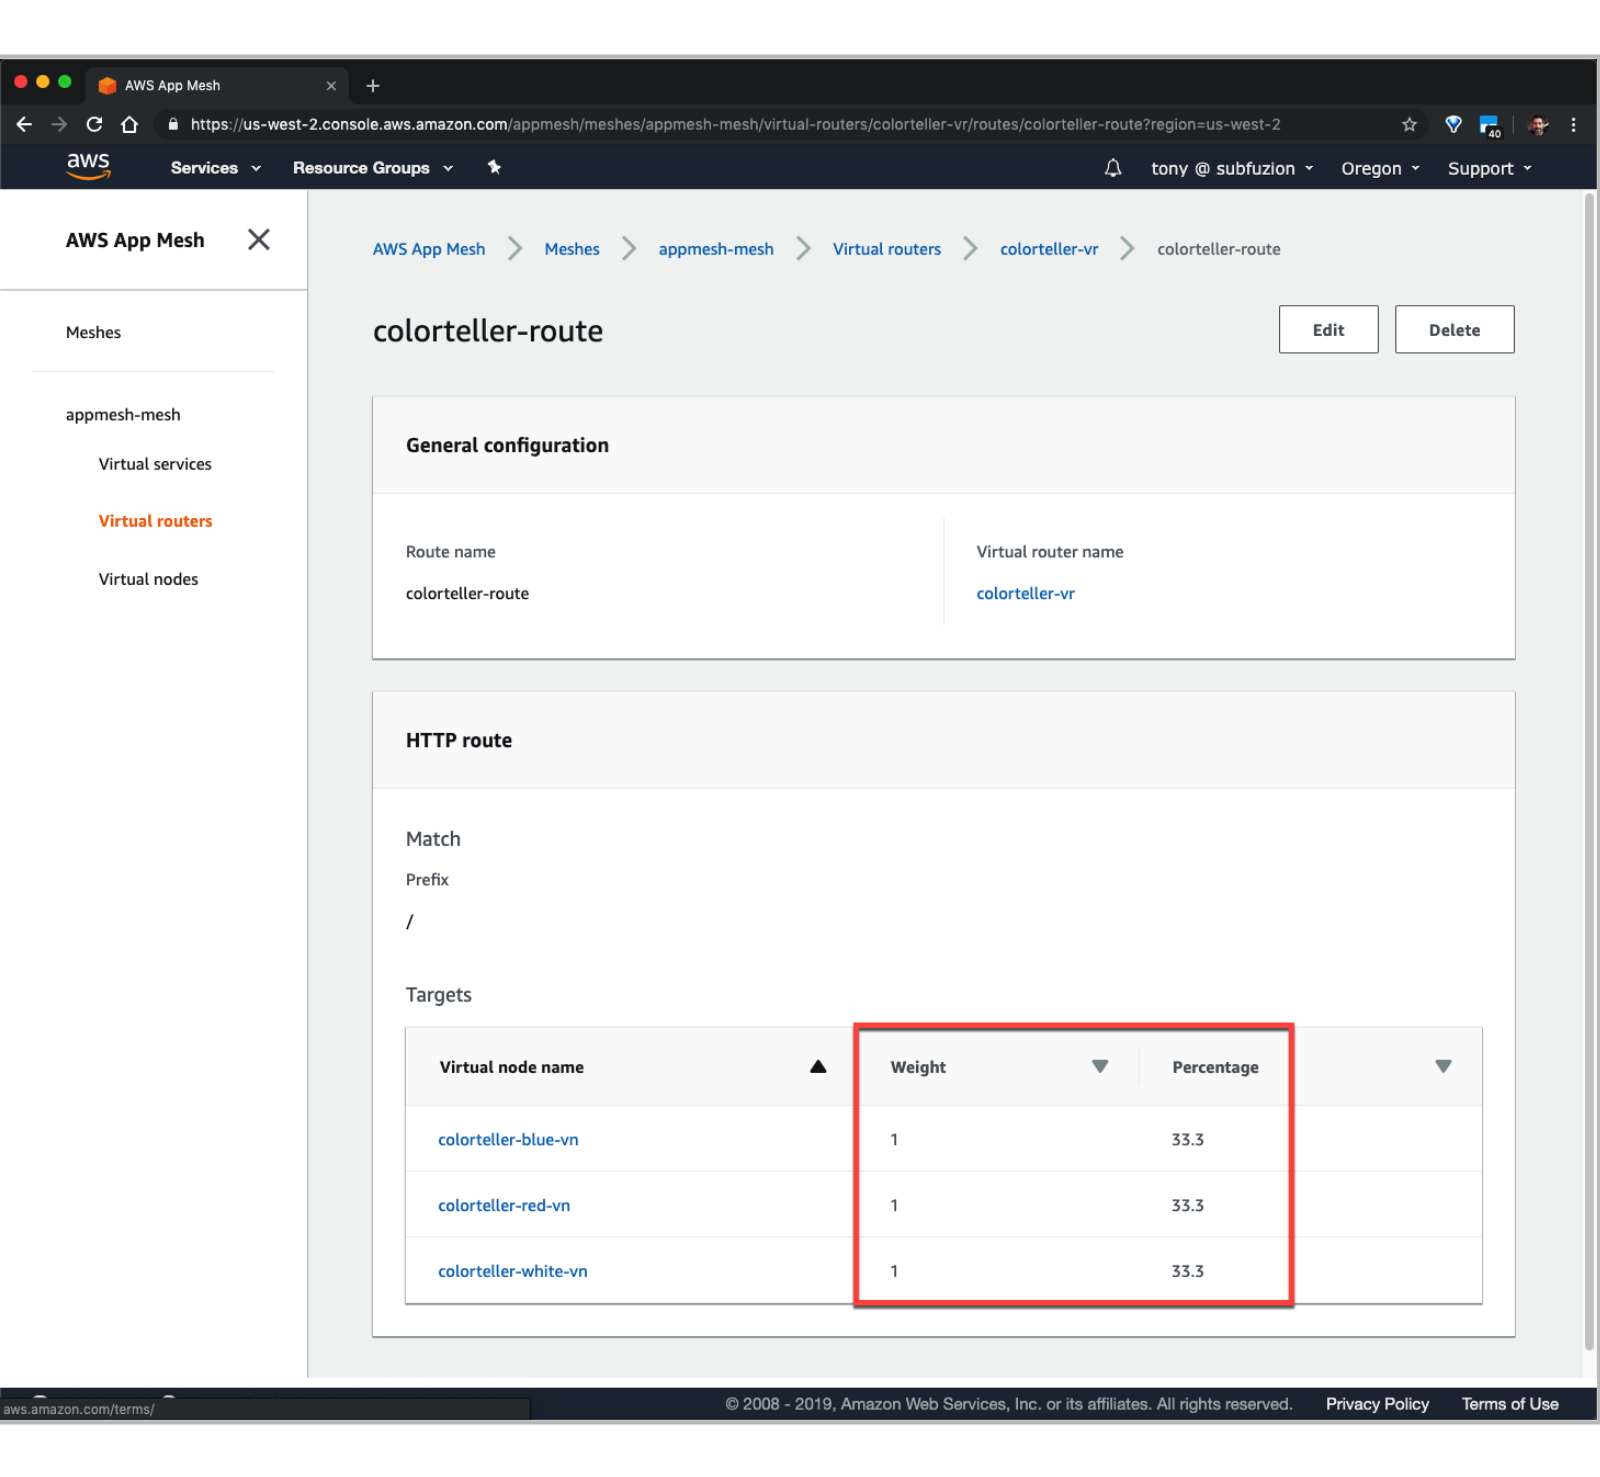 AWS App Mesh
https://us-west-2.console.aws.amazon.com/appmesh/meshes/appmesh-mesh/virtual-routers/colorteller-vr/routes/colorteller-route?region=us-west-2
40
aws Services Resource Groups tony @ subfuzion Oregon Support
AWS App Mesh
Meshes
appmesh-mesh
Virtual services
Virtual routers
Virtual nodes
AWS App Mesh Meshes appmesh-mesh Virtual routers colorteller-vr colorteller-route
colorteller-route Edit Delete
General configuration
Route name Virtual router name
colorteller-route colorteller-vr
HTTP route
Match
Prefix
/
Targets
Virtual node name Weight Percentage
colorteller-blue-vn 1 33.3
colorteller-red-vn 1 33.3
colorteller-white-vn 1 33.3
aws.amazon.com/terms/
© 2008 - 2019, Amazon Web Services, Inc. or its affiliates. All rights reserved. Privacy Policy Terms of Use